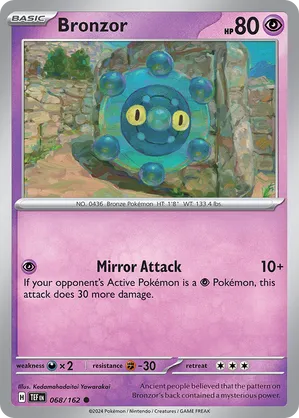 BASIC
Bronzor
HP 80
NO. 0436 Bronze Pokémon HT: 1'8" WT: 133.4 lbs.
Mirror Attack 10+
If your opponent's Active Pokémon is a Pokémon, this
attack does 30 more damage.
weakness ×2 resistance -30 retreat
Illus. Kedamahadaitai Yawarakai
H TEF EN 068/162
Ancient people believed that the pattern on
Bronzor's back contained a mysterious power.
©2024 Pokémon / Nintendo / Creatures / GAME FREAK